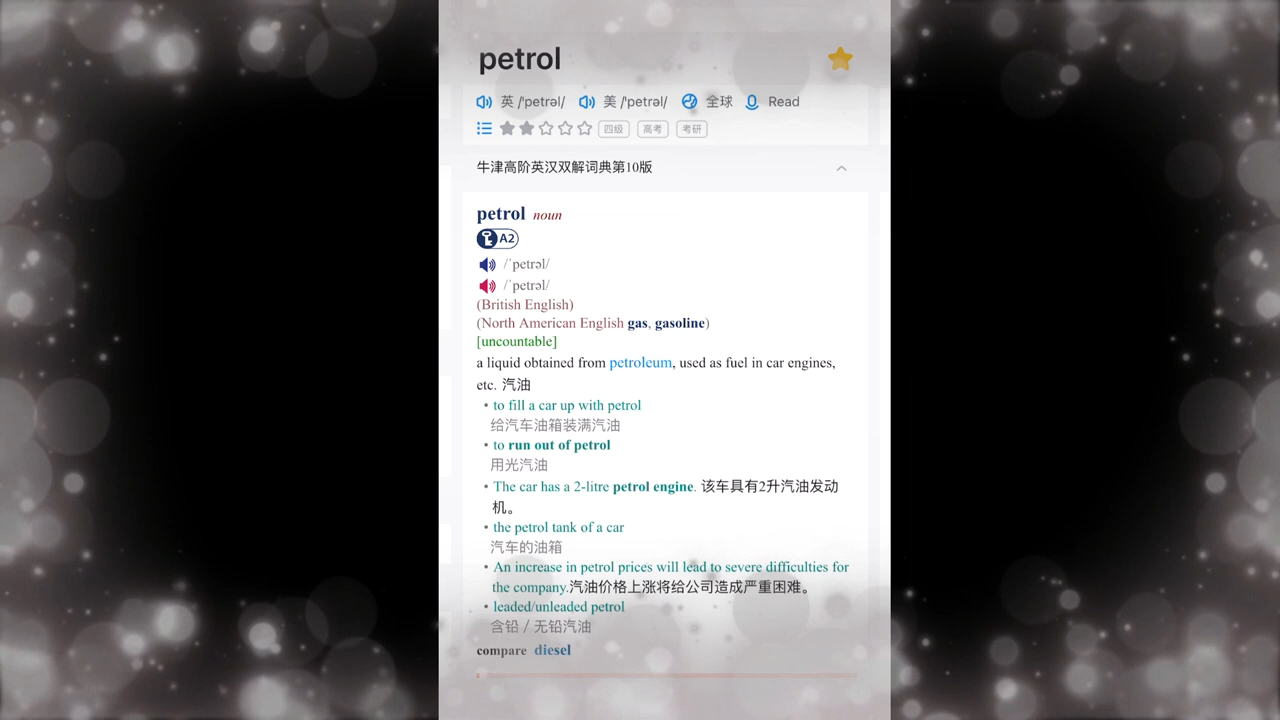 petrol
英 /'petrəl/ 美 /'petrəl/ 全球 Read
四级 高考 考研
牛津高阶英汉双解词典第10版
petrol noun
A2
/ˈpetrəl/
/ˈpetrəl/
(British English)
(North American English gas, gasoline)
[uncountable]
a liquid obtained from petroleum, used as fuel in car engines,
etc. 汽油
• to fill a car up with petrol
给汽车油箱装满汽油
• to run out of petrol
用光汽油
• The car has a 2-litre petrol engine. 该车具有2升汽油发动
机。
• the petrol tank of a car
汽车的油箱
• An increase in petrol prices will lead to severe difficulties for
the company.汽油价格上涨将给公司造成严重困难。
• leaded/unleaded petrol
含铅 / 无铅汽油
compare diesel